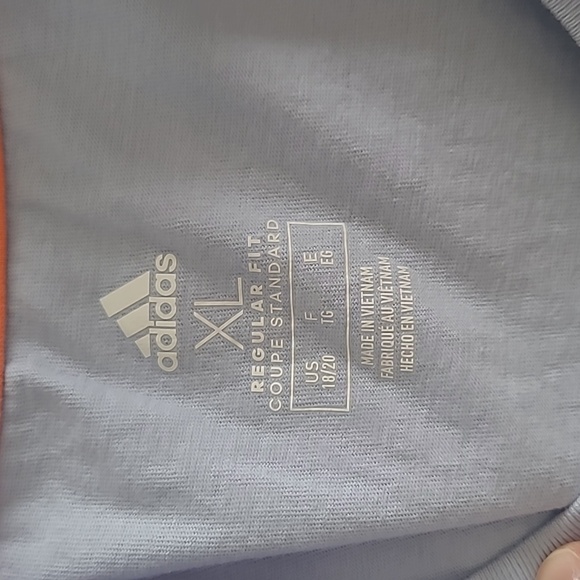 adidas
XL
REGULAR FIT
COUPE STANDARD
US F E
18/20 TG EG
MADE IN VIETNAM
FABRIQUE AU VIETNAM
HECHO EN VIETNAM